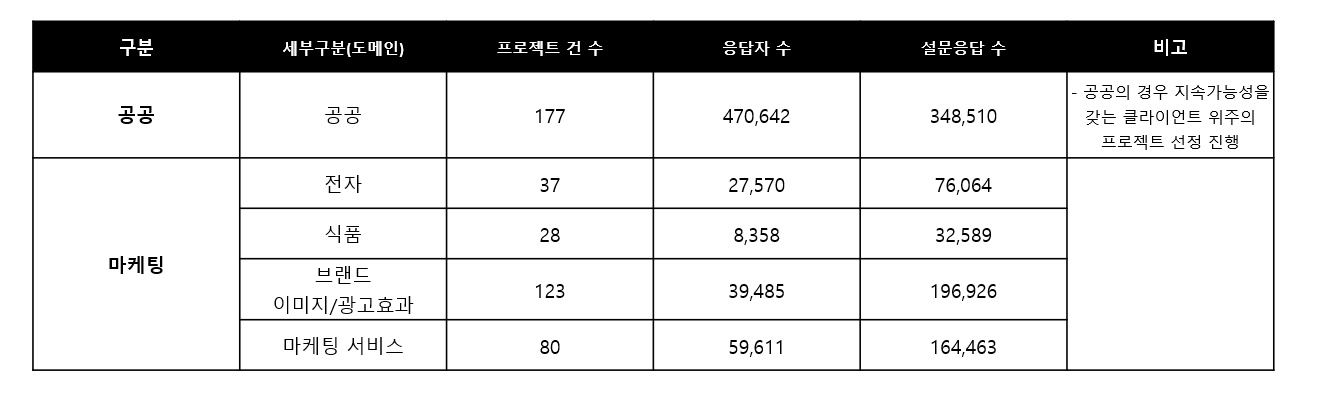 구분 세부구분(도메인) 프로젝트 건 수 응답자 수 설문응답 수 비고
공공 공공 177 470,642 348,510
- 공공의 경우 지속가능성을
갖는 클라이언트 위주의
프로젝트 선정 진행
마케팅
전자 37 27,570 76,064
식품 28 8,358 32,589
브랜드
이미지/광고효과 123 39,485 196,926
마케팅 서비스 80 59,611 164,463